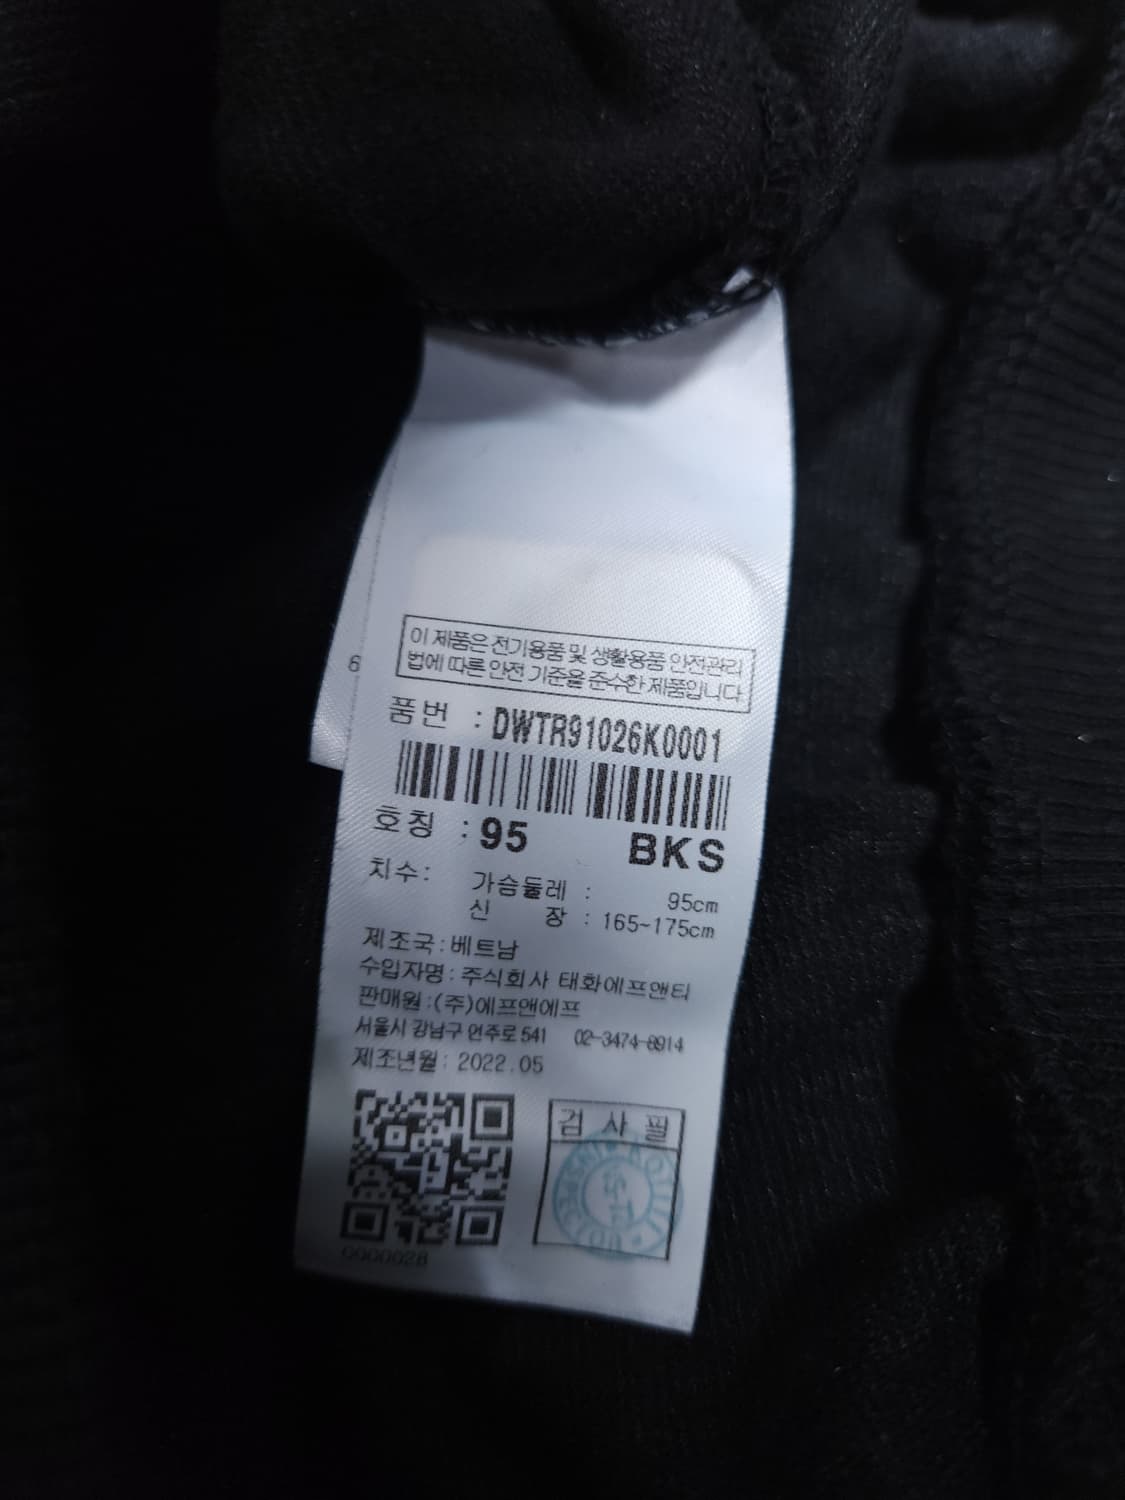 이 제품은 전기용품 및 생활용품 안전관리
법에 따른 안전 기준을 준수한 제품입니다
6
품번 : DWTR91026K0001
호칭 : 95 BKS
치수: 가슴둘레 : 95cm
신 장 : 165~175cm
제조국:베트남
수입자명:주식회사 태화에프앤티
판매원:(주)에프앤에프
서울시 강남구 언주로 541 02-3474-0914
제조년월: 2022.05
검 사 필
0000028